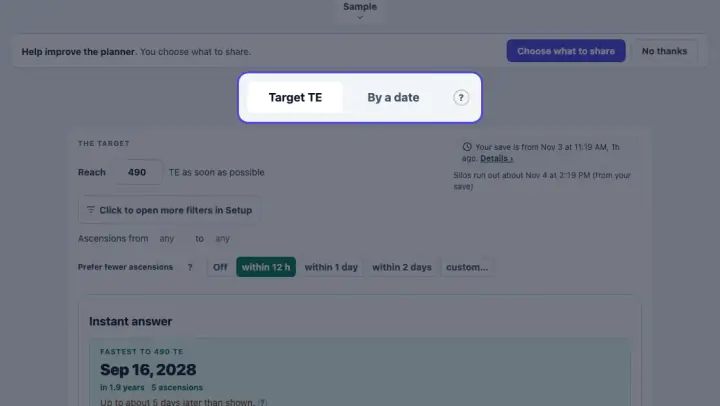 Sample
Help improve the planner. You choose what to share.
Choose what to share
No thanks
Target TE
By a date
?
THE TARGET
Your save is from Nov 3 at 11:19 AM, 1h
ago. Details ›
Silos run out about Nov 4 at 2:19 PM (from your
save)
Reach 490 TE as soon as possible
Click to open more filters in Setup
Ascensions from any to any
Prefer fewer ascensions ? Off within 12 h within 1 day within 2 days custom...
Instant answer
FASTEST TO 490 TE
Sep 16, 2028
in 1.9 years 5 ascensions
Up to about 5 days later than shown. ?